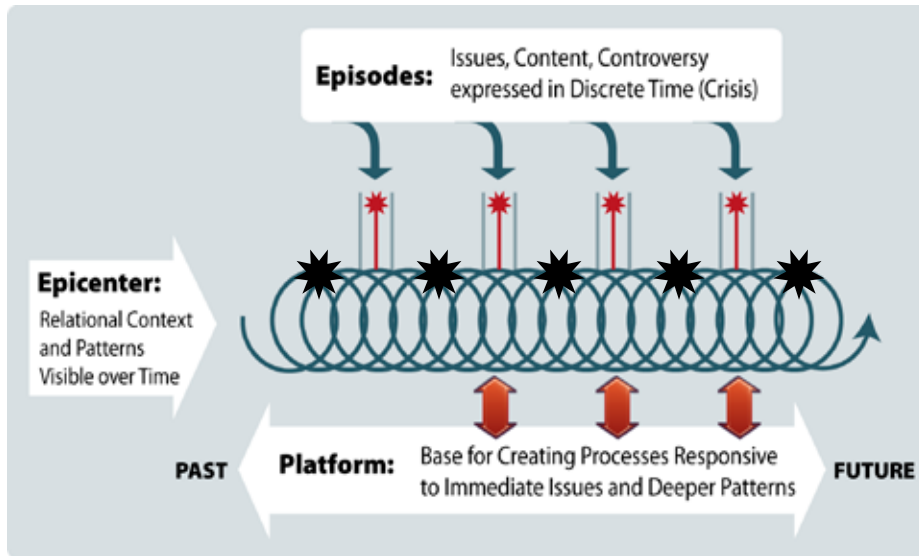 Episodes: Issues, Content, Controversy
expressed in Discrete Time (Crisis)
Epicenter:
Relational Context
and Patterns
Visible over Time
PAST
Platform: Base for Creating Processes Responsive
to Immediate Issues and Deeper Patterns
FUTURE